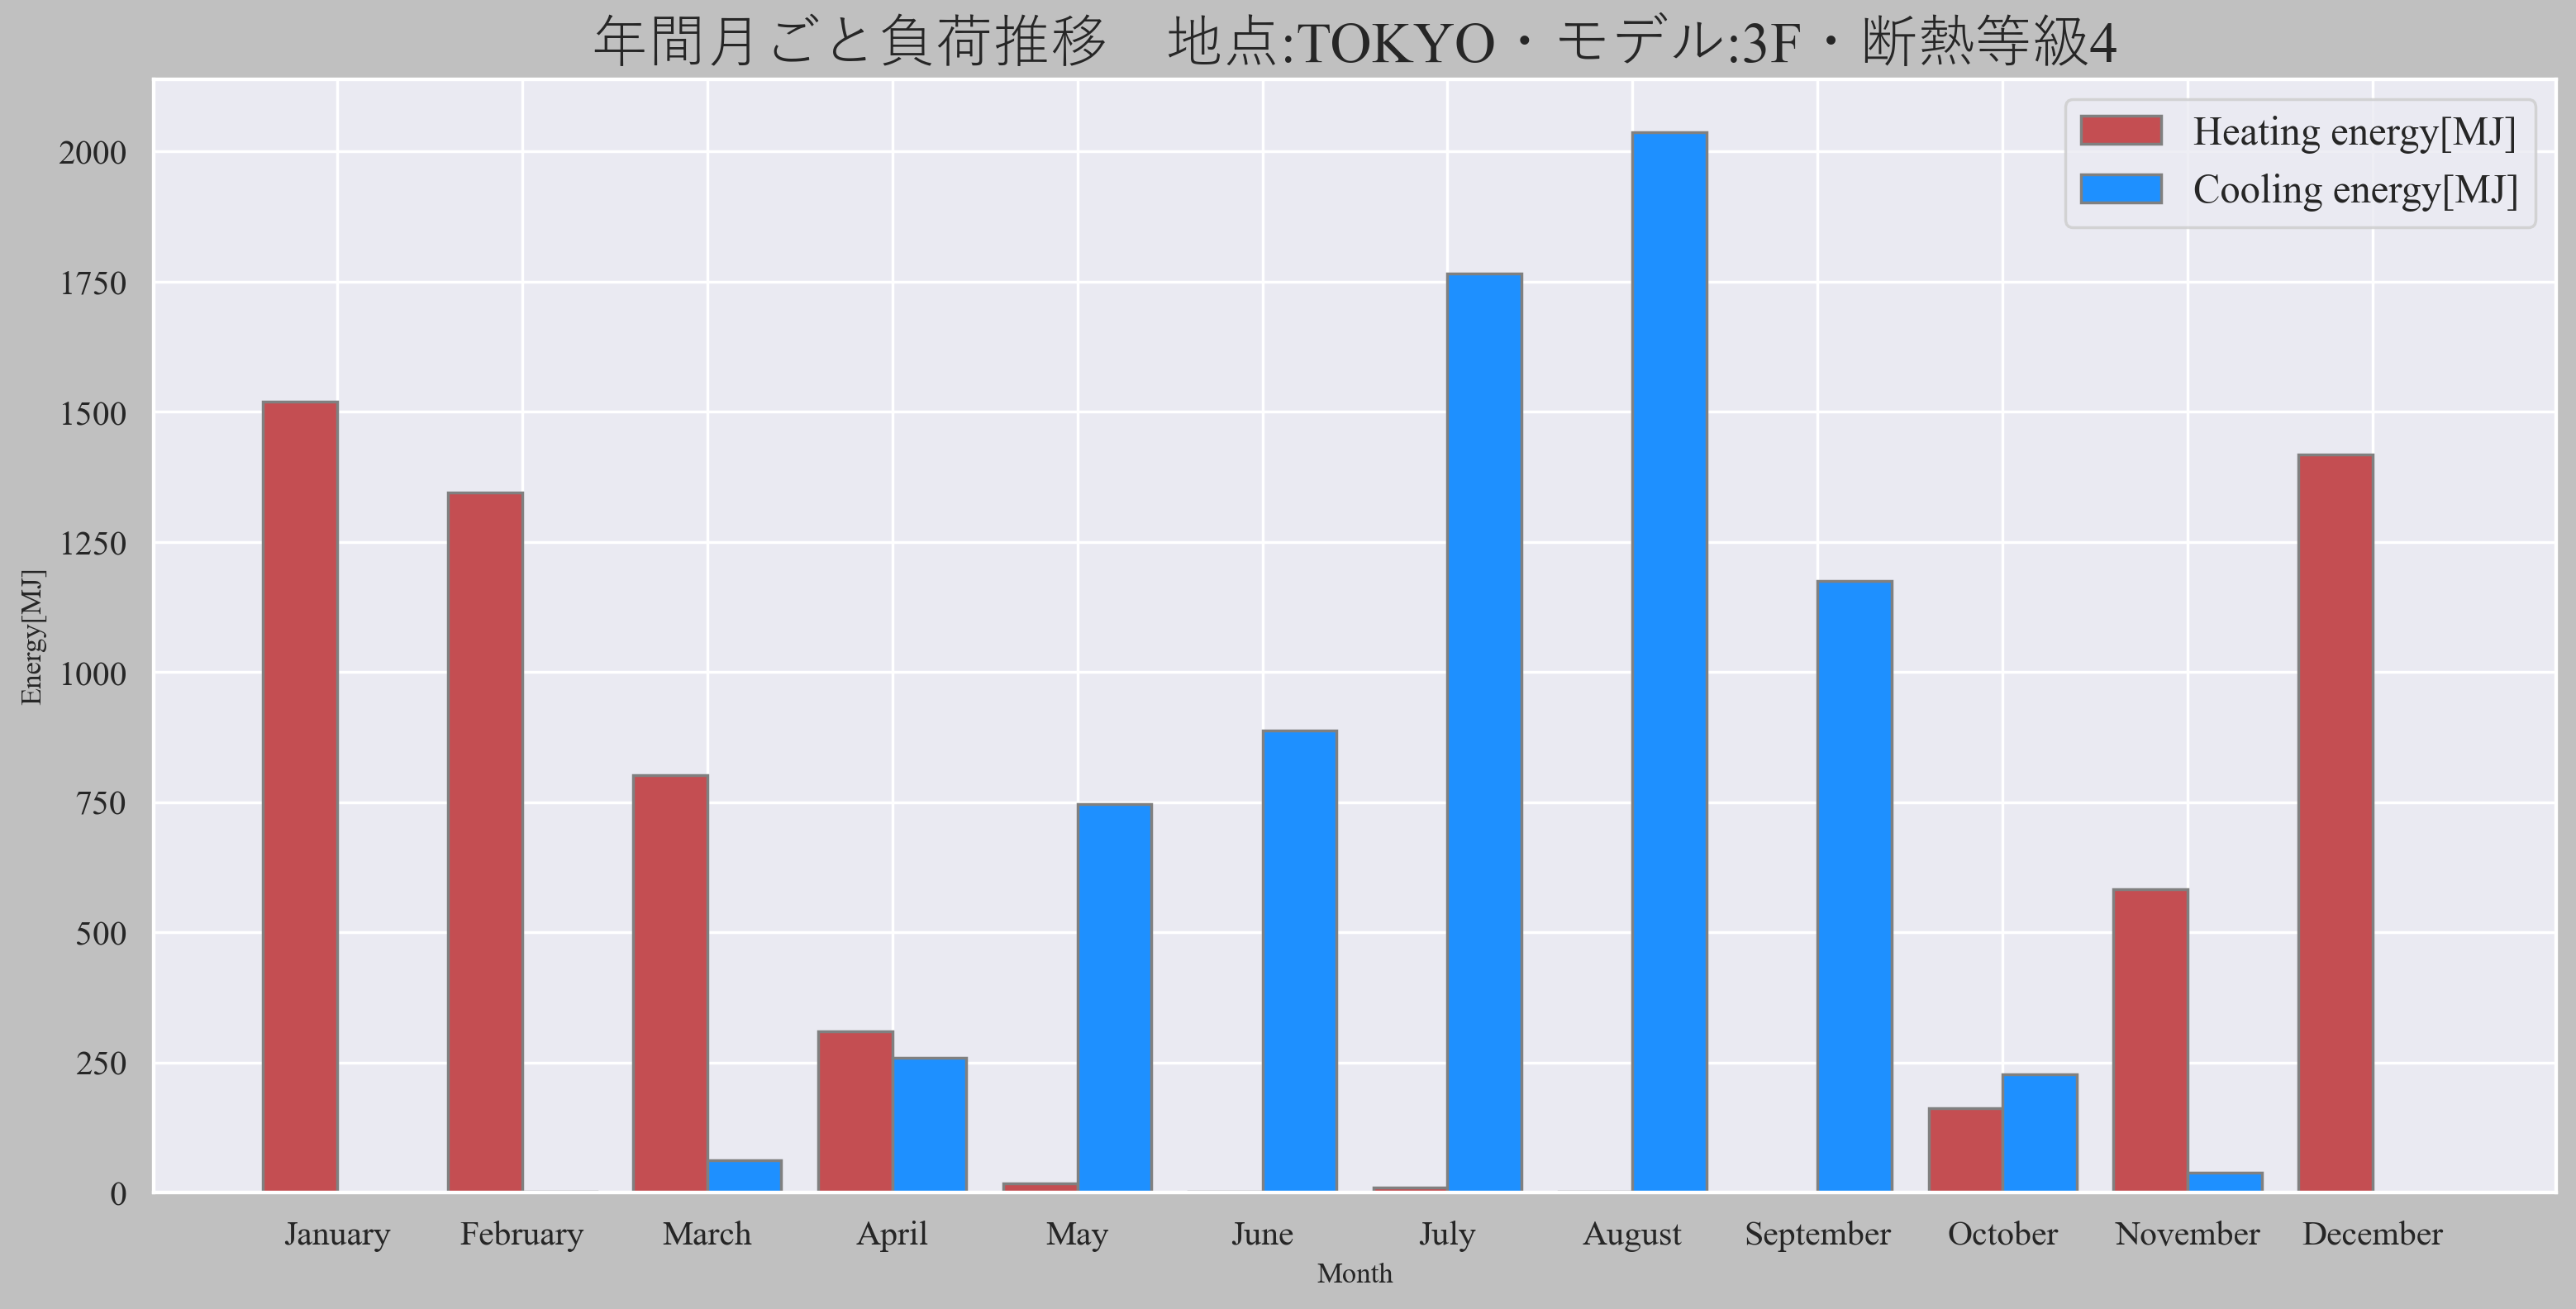 年間月ごと負荷推移　地点:TOKYO・モデル:3F・断熱等級4
Heating energy[MJ]
Cooling energy[MJ]
Energy[MJ]
2000
1750
1500
1250
1000
750
500
250
0
January February March April May June July August September October November December
Month